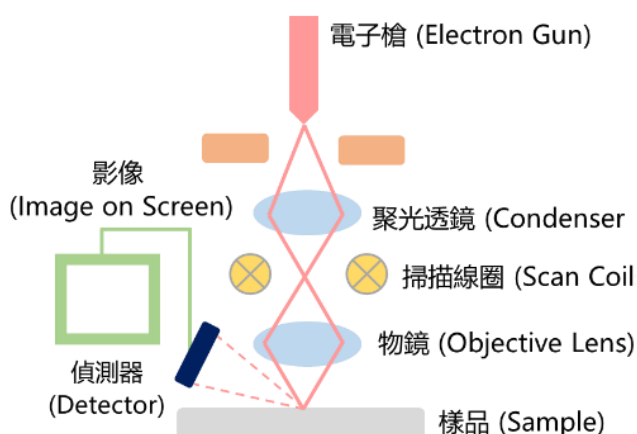 電子槍 (Electron Gun)
影像
(Image on Screen)
聚光透鏡 (Condenser
掃描線圈 (Scan Coil
物鏡 (Objective Lens)
偵測器
(Detector)
樣品 (Sample)